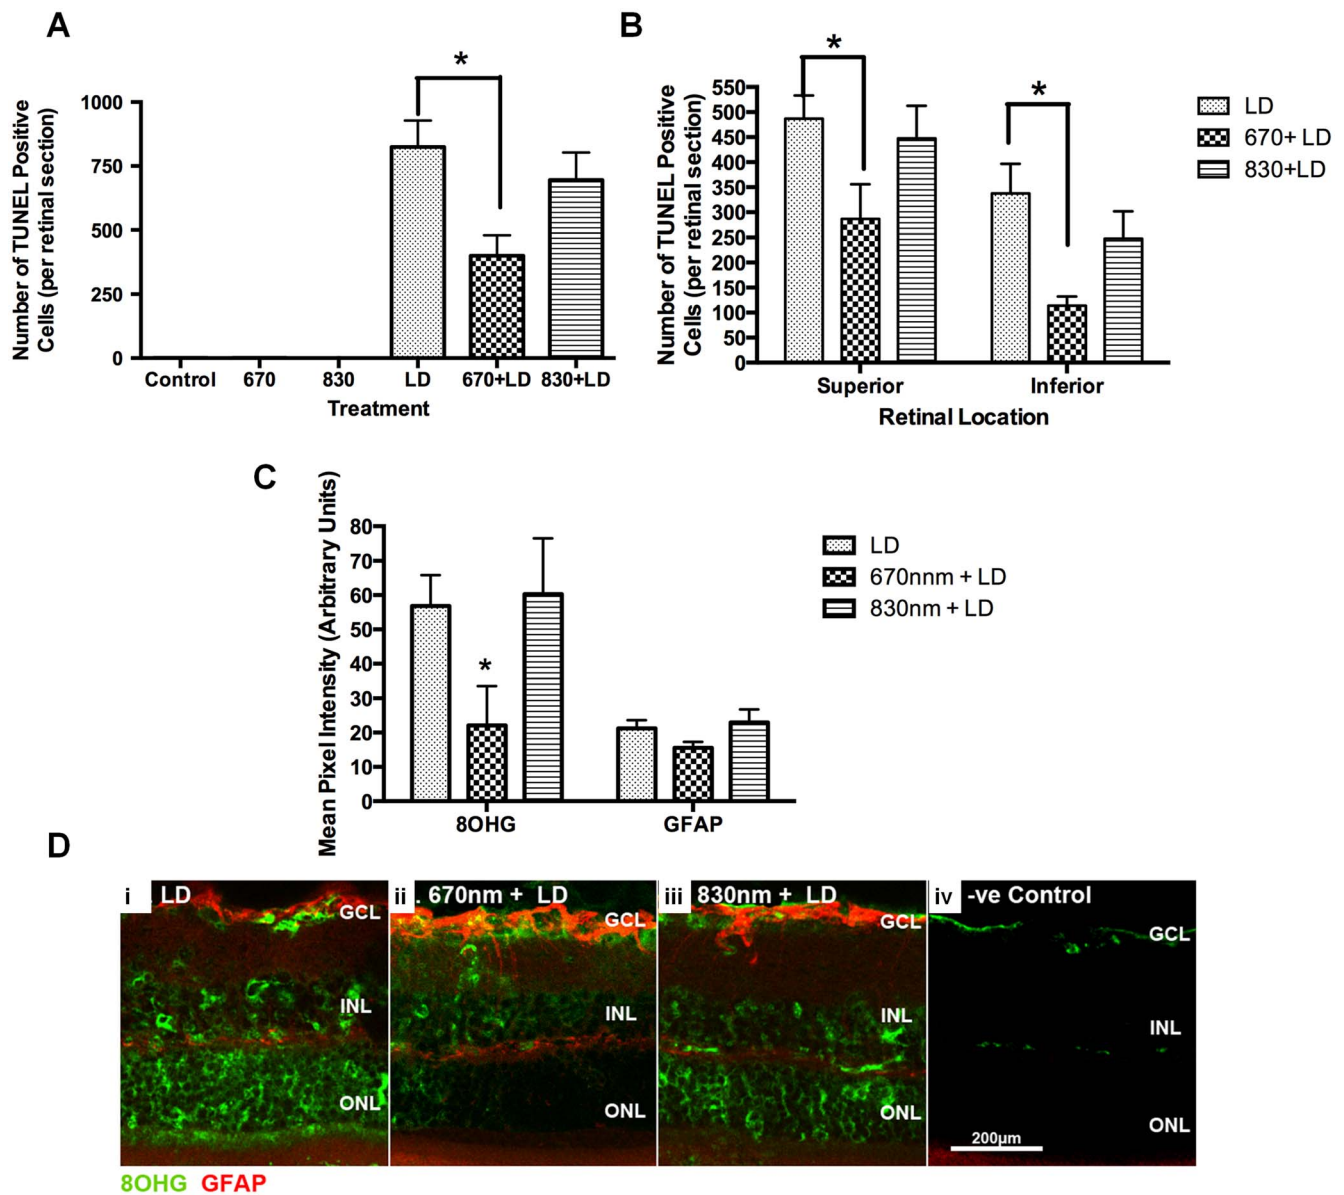 A
Number of TUNEL Positive
Cells (per retinal section)
1000
750
500
250
0
*
Control 670 830 LD 670+LD 830+LD
Treatment
B
Number of TUNEL Positive
Cells (per retinal section)
550
500
450
400
350
300
250
200
150
100
50
0
* *
Superior Inferior
Retinal Location
LD
670+ LD
830+LD
C
Mean Pixel Intensity (Arbitrary Units)
80
70
60
50
40
30
20
10
0
*
8OHG GFAP
LD
670nnm + LD
830nm + LD
D
i. LD
GCL
INL
ONL
ii. 670nm + LD
GCL
INL
ONL
iii 830nm + LD
GCL
INL
ONL
iv -ve Control
GCL
INL
ONL
200µm
8OHG GFAP